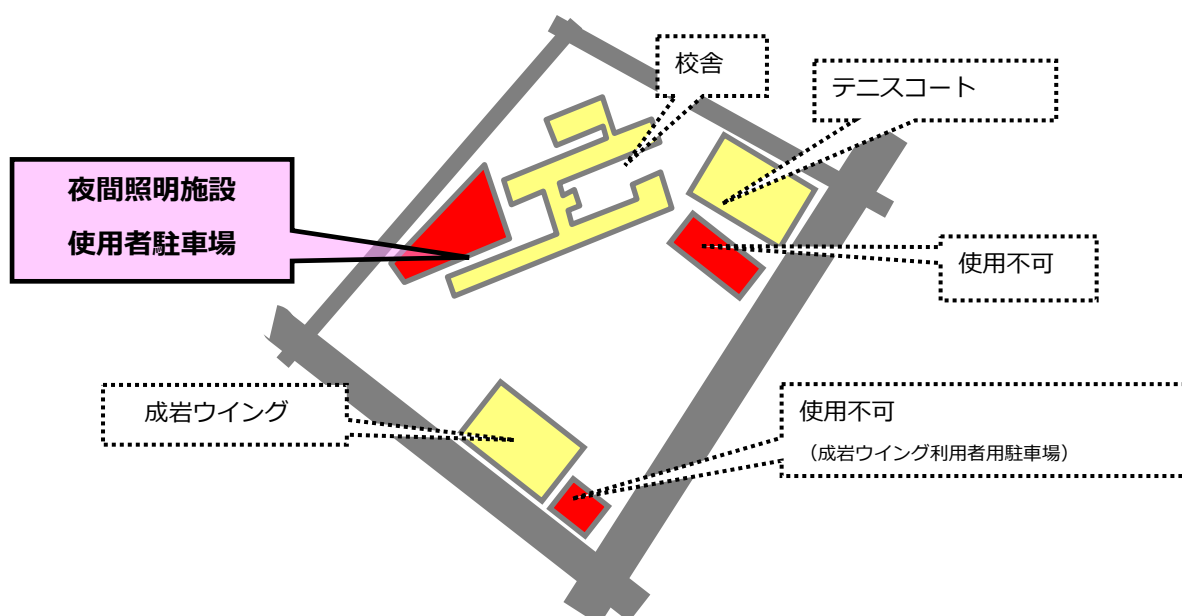 校舎
テニスコート
夜間照明施設
使用者駐車場
使用不可
成岩ウイング
使用不可
（成岩ウイング利用者用駐車場）